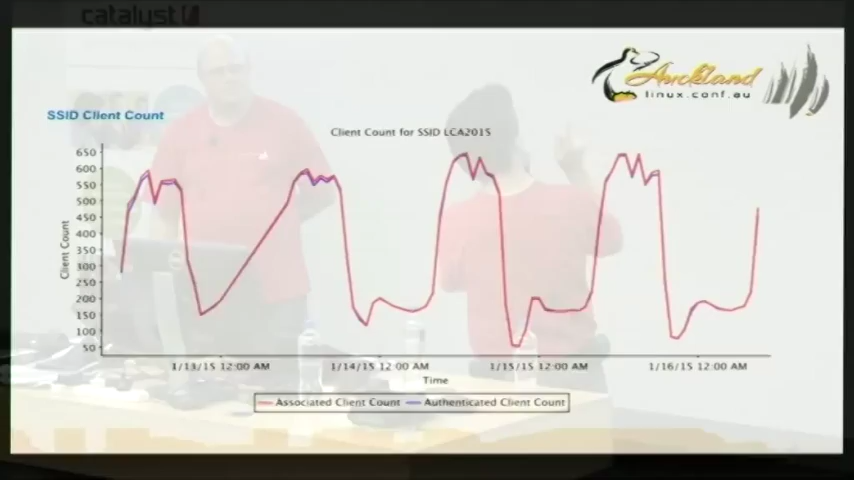 catalyst
Auckland
linux.conf.au
SSID Client Count
Client Count for SSID LCA2015
650
600
550
500
450
400
350
300
250
200
150
100
50
Client Count
1/13/15 12:00 AM
1/14/15 12:00 AM
1/15/15 12:00 AM
1/16/15 12:00 AM
Time
Associated Client Count
Authenticated Client Count